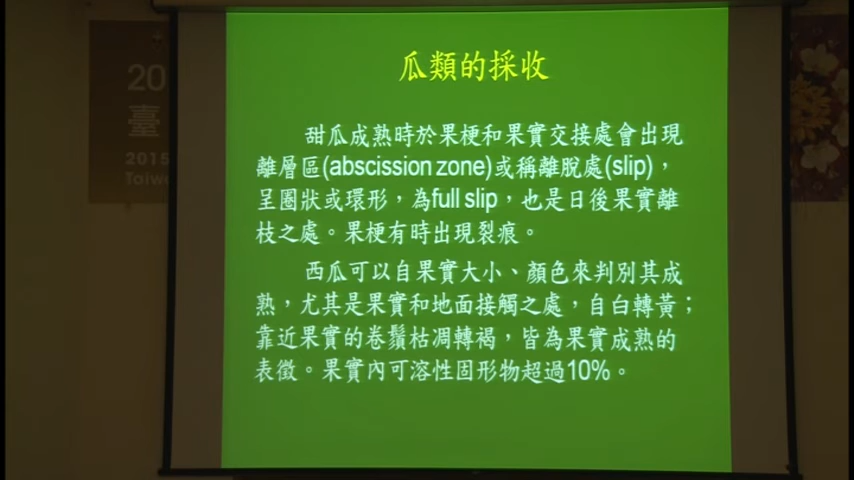 瓜類的採收
甜瓜成熟時於果梗和果實交接處會出現
離層區(abscission zone)或稱離脫處(slip)，
呈圈狀或環形，為full slip，也是日後果實離
枝之處。果梗有時出現裂痕。
西瓜可以自果實大小、顏色來判別其成
熟，尤其是果實和地面接觸之處，自白轉黃；
靠近果實的卷鬚枯凋轉褐，皆為果實成熟的
表徵。果實內可溶性固形物超過10%。
20
臺
2015
Taiwa